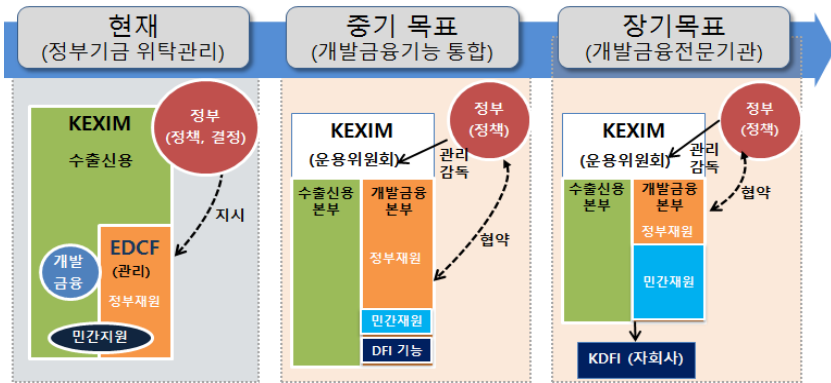 현재
(정부기금 위탁관리)
KEXIM
수출신용
정부
(정책, 결정)
지시
개발
금융
EDCF
(관리)
정부재원
민간지원
중기 목표
(개발금융기능 통합)
KEXIM
(운용위원회)
정부
(정책)
관리
감독
수출신용
본부
개발금융
본부
정부재원
협약
민간재원
DFI 기능
장기목표
(개발금융전문기관)
KEXIM
(운용위원회)
정부
(정책)
관리
감독
수출신용
본부
개발금융
본부
정부재원
협약
민간재원
KDFI (자회사)